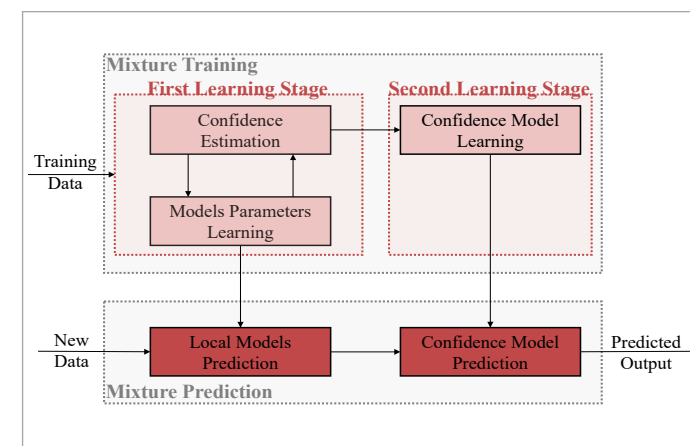 Mixture Training
First Learning Stage
Second Learning Stage
Confidence
Estimation
Confidence Model
Learning
Training
Data
Models Parameters
Learning
New
Data
Local Models
Prediction
Confidence Model
Prediction
Predicted
Output
Mixture Prediction